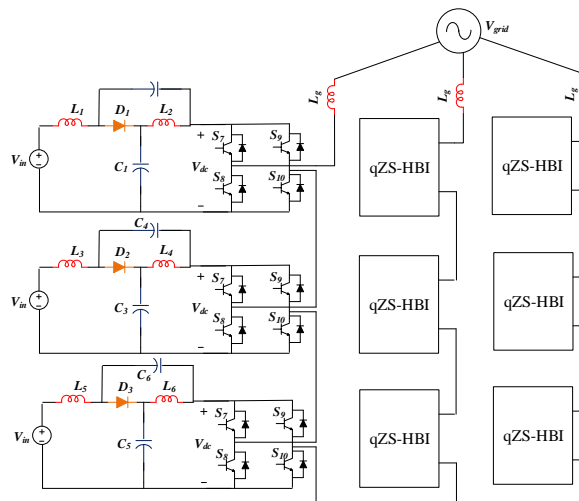 V_grid
L_g
L_g
L_g
L_1
D_1
L_2
C_1
V_in
+
V_dc
−
S_7
S_9
S_8
S_10
qZS-HBI
qZS-HBI
C_4
L_3
D_2
L_4
C_3
V_in
+
V_dc
−
S_7
S_9
S_8
S_10
qZS-HBI
qZS-HBI
C_6
L_5
D_3
L_6
C_5
V_in
+
V_dc
−
S_7
S_9
S_8
S_10
qZS-HBI
qZS-HBI